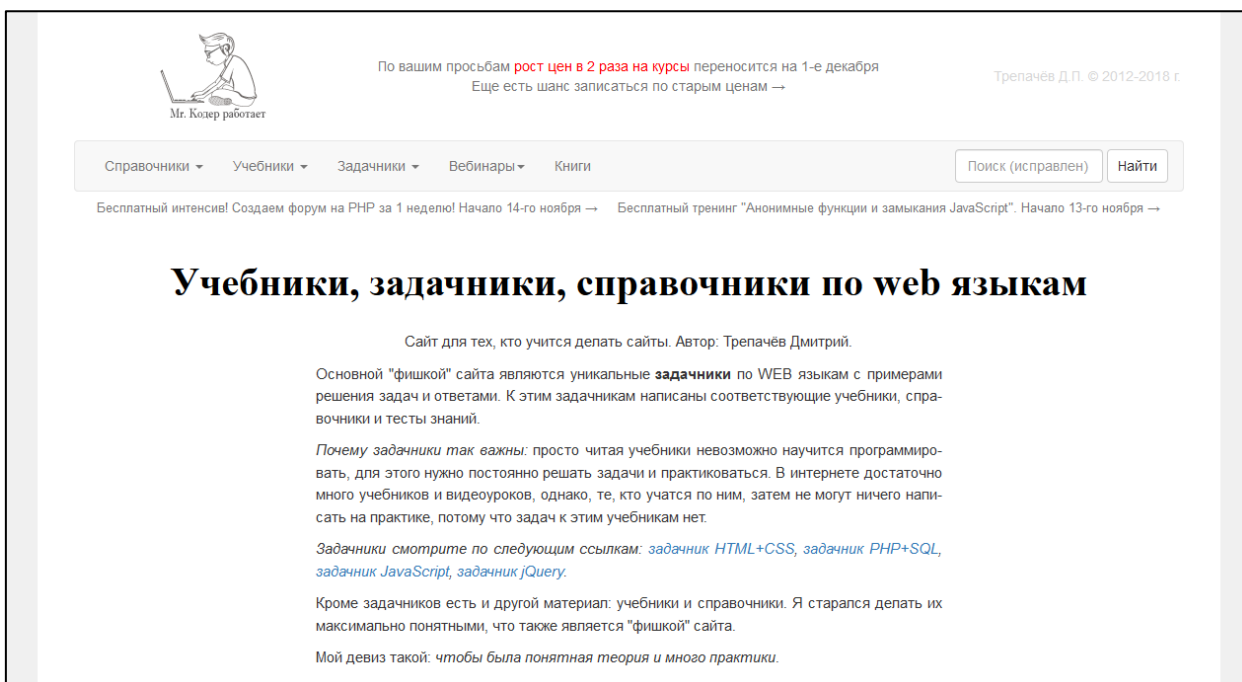 Mr. Кодер работает
По вашим просьбам рост цен в 2 раза на курсы переносится на 1-е декабря
Еще есть шанс записаться по старым ценам →
Трепачёв Д.П. © 2012-2018 г.
Справочники Учебники Задачники Вебинары Книги Поиск (исправлен) Найти
Бесплатный интенсив! Создаем форум на PHP за 1 неделю! Начало 14-го ноября → Бесплатный тренинг "Анонимные функции и замыкания JavaScript". Начало 13-го ноября →
Учебники, задачники, справочники по web языкам
Сайт для тех, кто учится делать сайты. Автор: Трепачёв Дмитрий.
Основной "фишкой" сайта являются уникальные задачники по WEB языкам с примерами
решения задач и ответами. К этим задачникам написаны соответствующие учебники, спра-
вочники и тесты знаний.
Почему задачники так важны: просто читая учебники невозможно научится программиро-
вать, для этого нужно постоянно решать задачи и практиковаться. В интернете достаточно
много учебников и видеоуроков, однако, те, кто учатся по ним, затем не могут ничего напи-
сать на практике, потому что задач к этим учебникам нет.
Задачники смотрите по следующим ссылкам: задачник HTML+CSS, задачник PHP+SQL,
задачник JavaScript, задачник jQuery.
Кроме задачников есть и другой материал: учебники и справочники. Я старался делать их
максимально понятными, что также является "фишкой" сайта.
Мой девиз такой: чтобы была понятная теория и много практики.